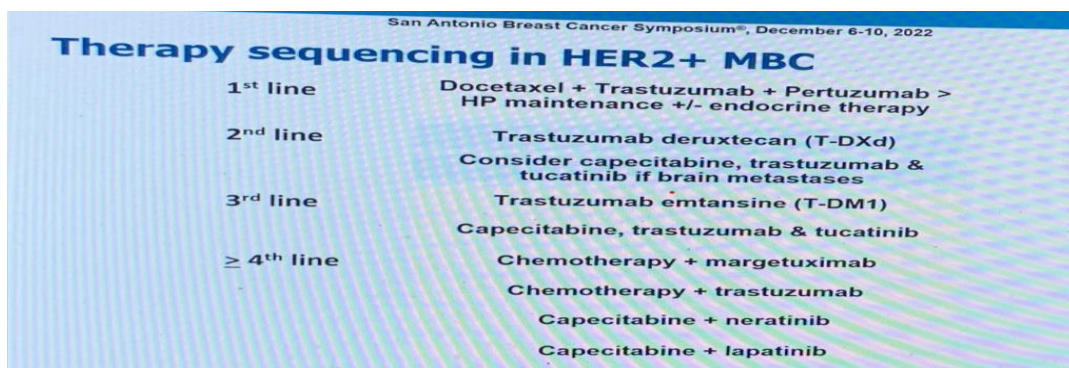 San Antonio Breast Cancer Symposium®, December 6-10, 2022
Therapy sequencing in HER2+ MBC
1st line Docetaxel + Trastuzumab + Pertuzumab >
HP maintenance +/- endocrine therapy
2nd line Trastuzumab deruxtecan (T-DXd)
Consider capecitabine, trastuzumab &
tucatinib if brain metastases
3rd line Trastuzumab emtansine (T-DM1)
Capecitabine, trastuzumab & tucatinib
≥ 4th line Chemotherapy + margetuximab
Chemotherapy + trastuzumab
Capecitabine + neratinib
Capecitabine + lapatinib